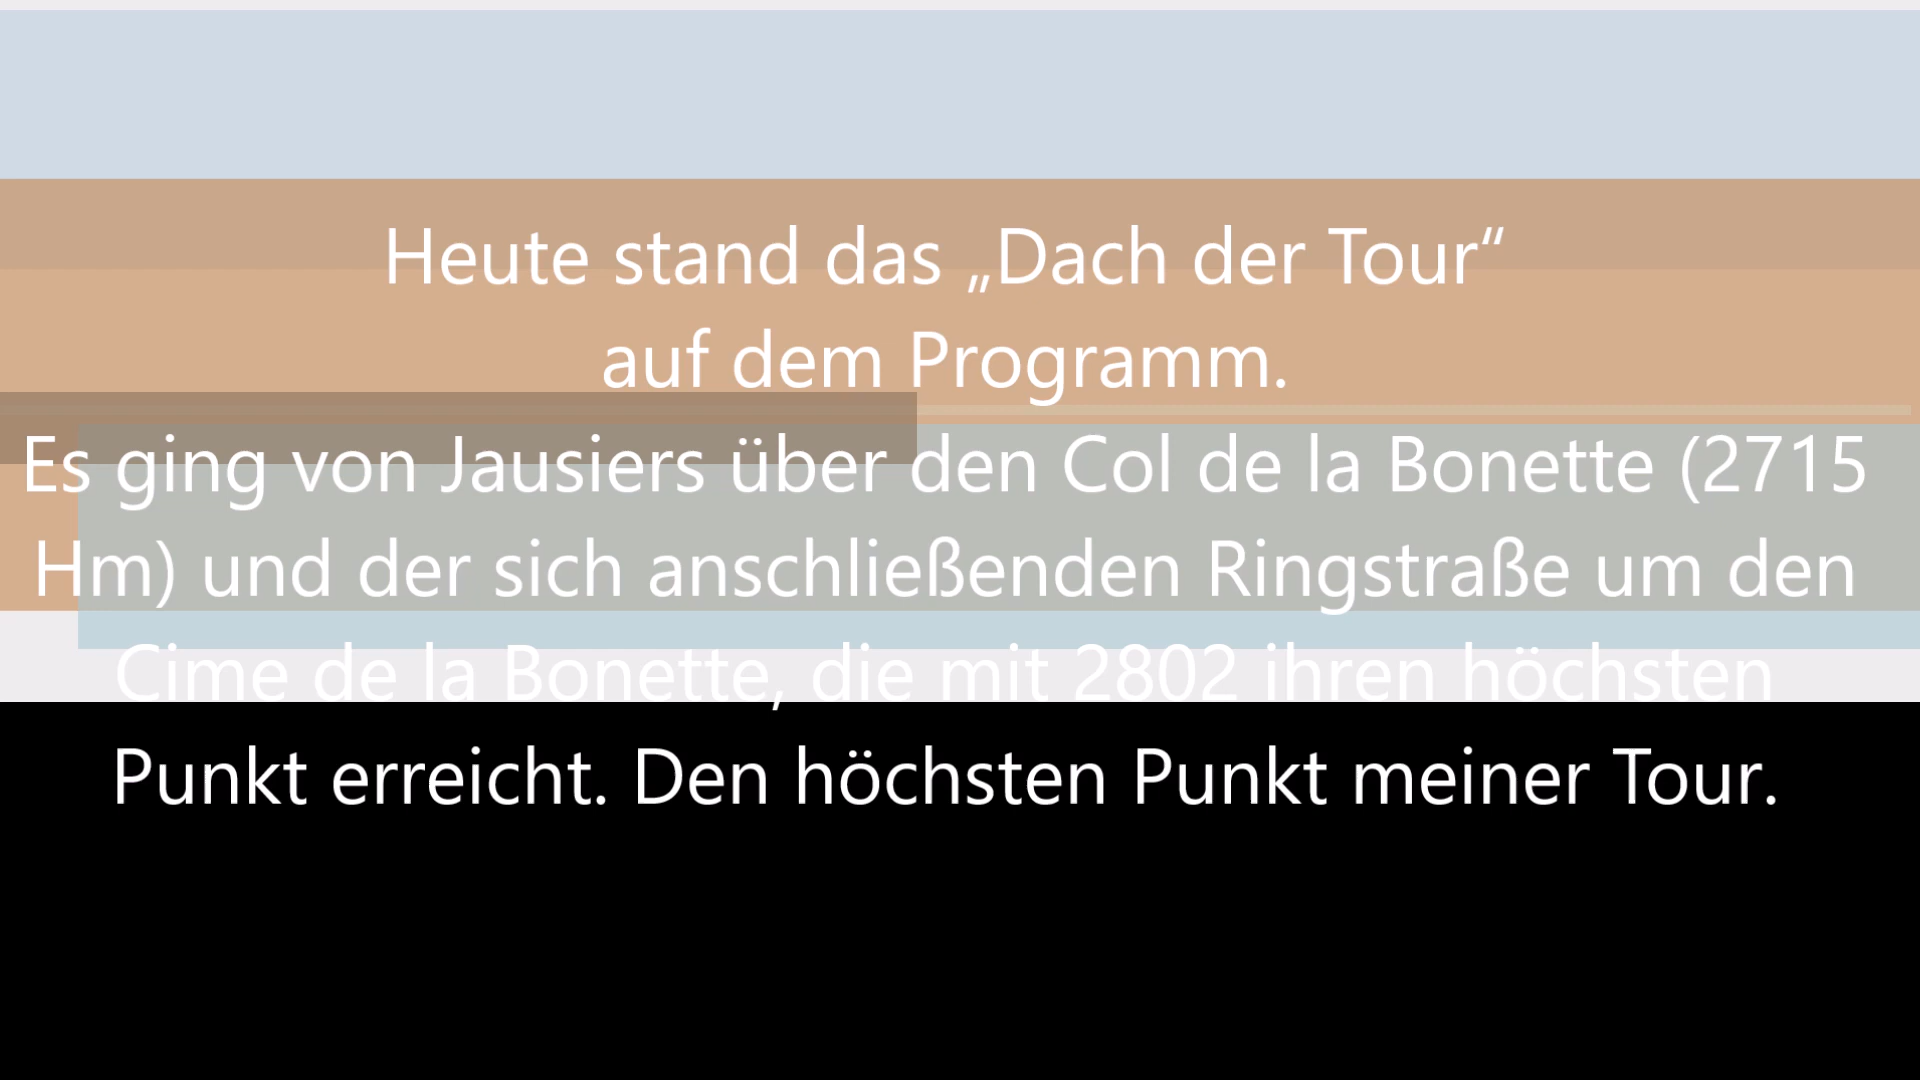 Heute stand das „Dach der Tour“
auf dem Programm.
Es ging von Jausiers über den Col de la Bonette (2715
Hm) und der sich anschließenden Ringstraße um den
Cime de la Bonette, die mit 2802 ihren höchsten
Punkt erreicht. Den höchsten Punkt meiner Tour.